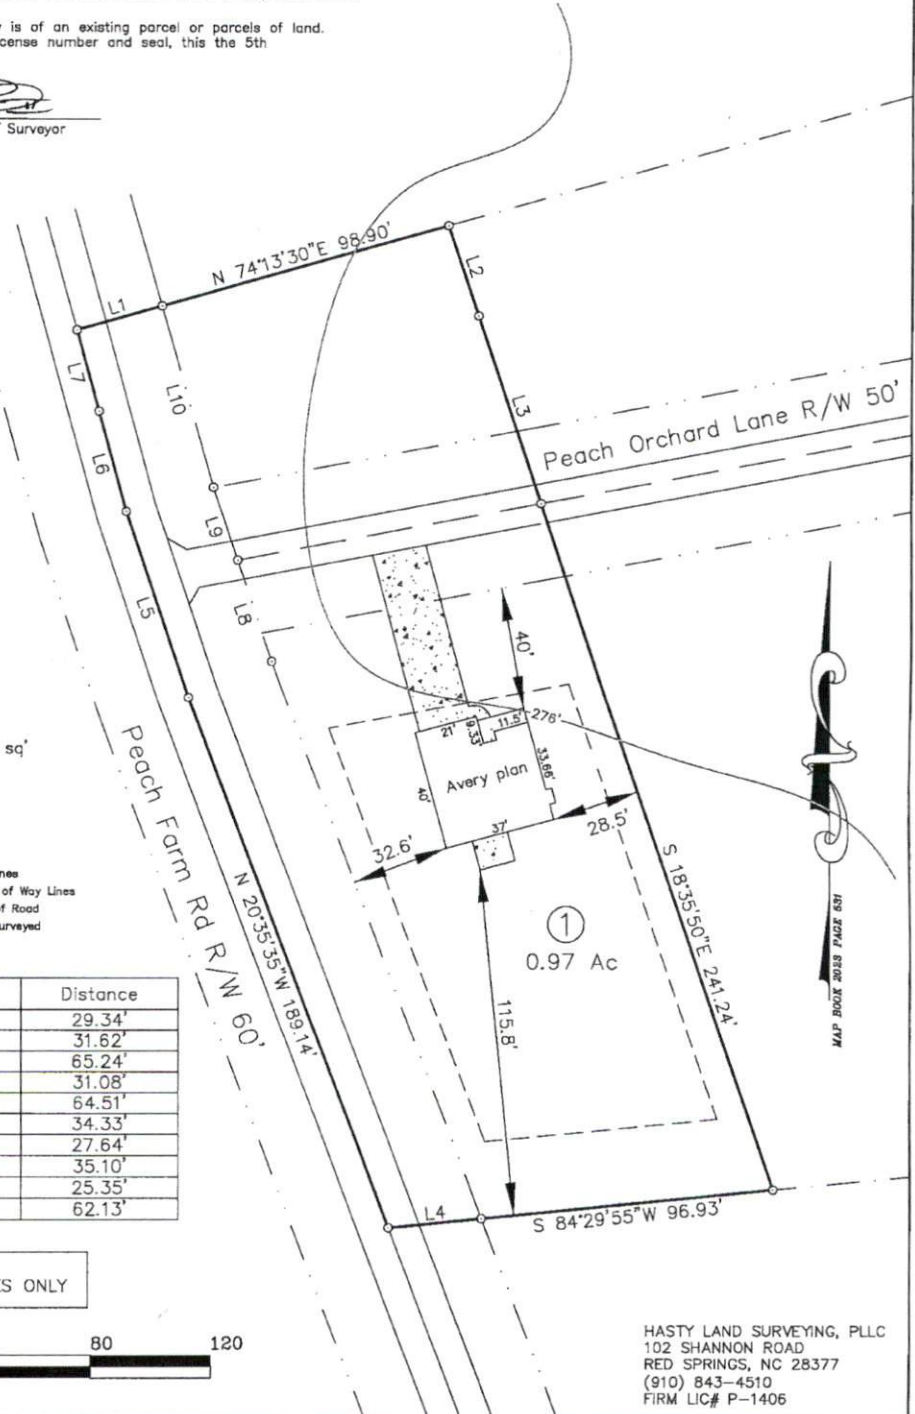 is of an existing parcel or parcels of land.
cense number and seal, this the 5th
Surveyor
N 74°13'30"E 98.90'
L1
L2
L7
L10
L3
L6
Peach Orchard Lane R/W 50'
L9
L5
L8
40'
21'
9.33'
11.5'
276'
sq'
Avery plan
33.66'
40'
37'
28.5'
32.6'
Peach Farm Rd R/W 60'
nes
of Way Lines
f Road
urveyed
N 20°35'35"W 189.14'
S 18°35'50"E 241.24'
1
0.97 Ac
115.8'
MAP BOOK 2023 PAGE 631
Distance
29.34'
31.62'
65.24'
31.08'
64.51'
34.33'
27.64'
35.10'
25.35'
62.13'
L4
S 84°29'55"W 96.93'
S ONLY
80 120
HASTY LAND SURVEYING, PLLC
102 SHANNON ROAD
RED SPRINGS, NC 28377
(910) 843-4510
FIRM LIC# P-1406